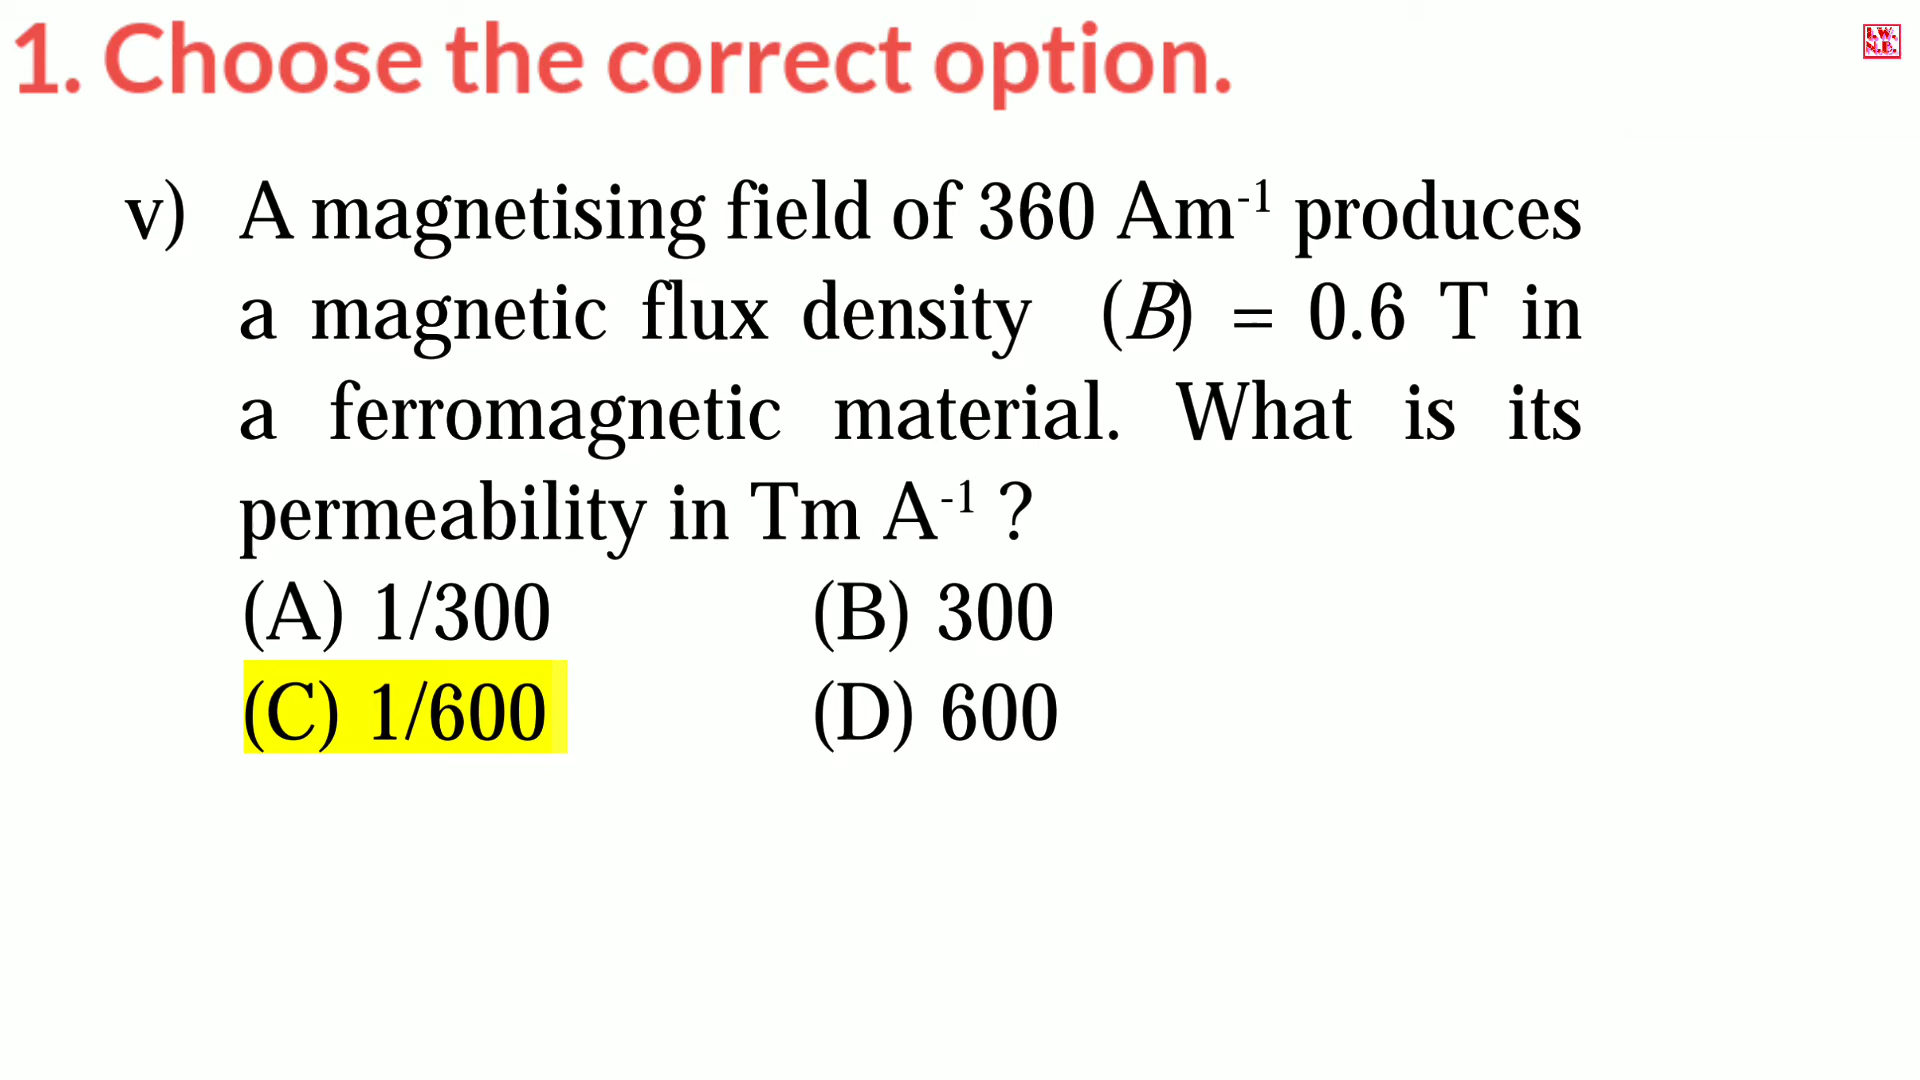 1. Choose the correct option.
I.W.
N.B.
v) A magnetising field of 360 Am⁻¹ produces
a magnetic flux density (B) = 0.6 T in
a ferromagnetic material. What is its
permeability in Tm A⁻¹ ?
(A) 1/300 (B) 300
(C) 1/600 (D) 600